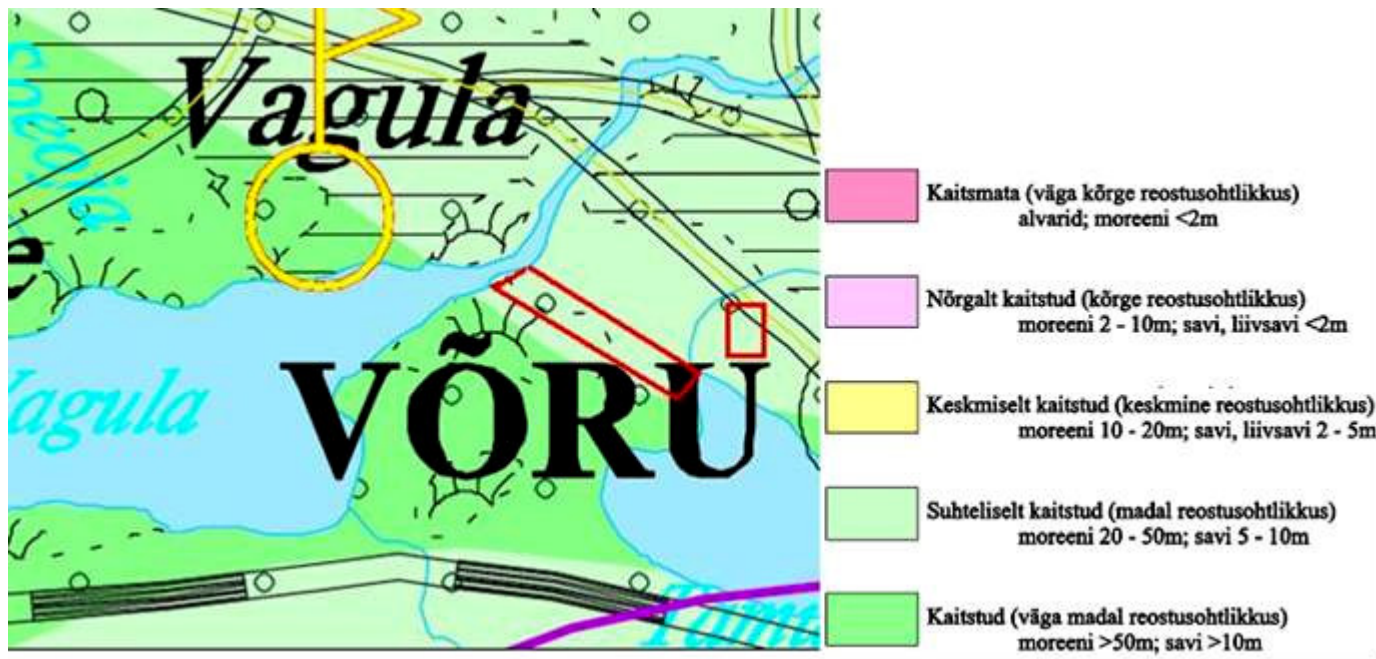 Vagula
e
Vagula
VÕRU
Kaitsmata (väga kõrge reostusohtlikkus)
alvarid; moreeni <2m
Nõrgalt kaitstud (kõrge reostusohtlikkus)
moreeni 2 - 10m; savi, liivsavi <2m
Keskmiselt kaitstud (keskmine reostusohtlikkus)
moreeni 10 - 20m; savi, liivsavi 2 - 5m
Suhteliselt kaitstud (madal reostusohtlikkus)
moreeni 20 - 50m; savi 5 - 10m
Kaitstud (väga madal reostusohtlikkus)
moreeni >50m; savi >10m